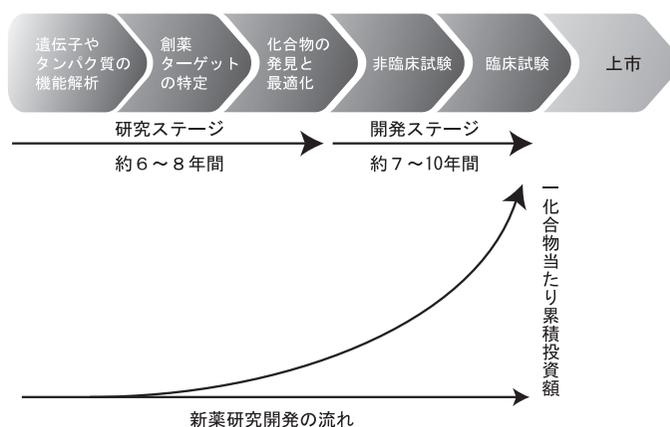 遺伝子や
タンパク質の
機能解析
創薬
ターゲット
の特定
化合物の
発見と
最適化
非臨床試験
臨床試験
上市
研究ステージ
約6~8年間
開発ステージ
約7~10年間
一化合物当たり累積投資額
新薬研究開発の流れ